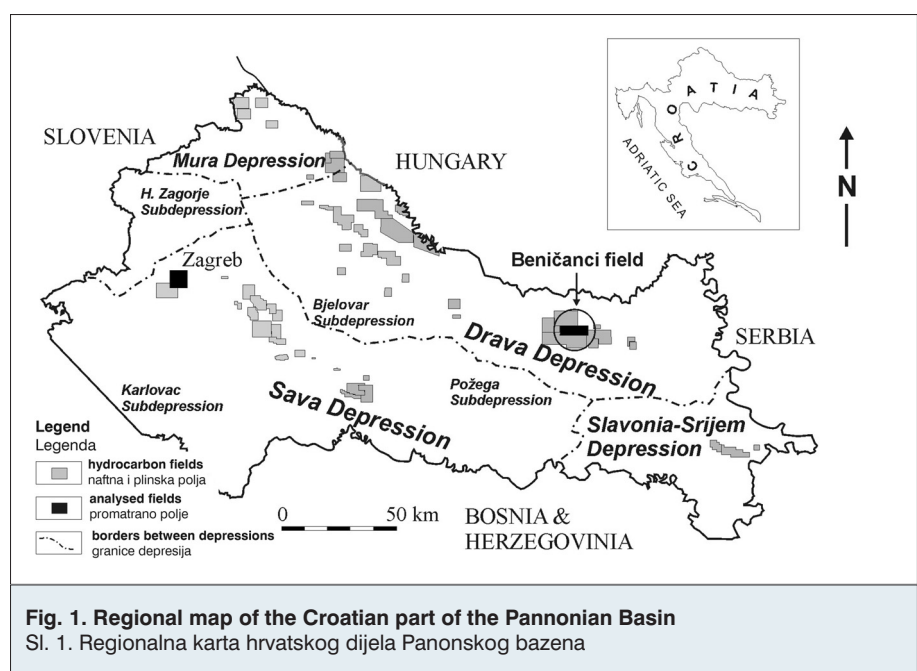 SLOVENIA
Mura Depression
HUNGARY
H. Zagorje
Subdepression
Zagreb
Bjelovar
Subdepression
Beničanci field
Drava Depression
SERBIA
Karlovac
Subdepression
Sava Depression
Požega
Subdepression
Slavonia-Srijem
Depression
CROATIA
ADRIATIC SEA
N
Legend
Legenda
hydrocarbon fields
naftna i plinska polja
analysed fields
promatrano polje
borders between depressions
granice depresija
0 50 km
BOSNIA &
HERZEGOVINIA
Fig. 1. Regional map of the Croatian part of the Pannonian Basin
Sl. 1. Regionalna karta hrvatskog dijela Panonskog bazena